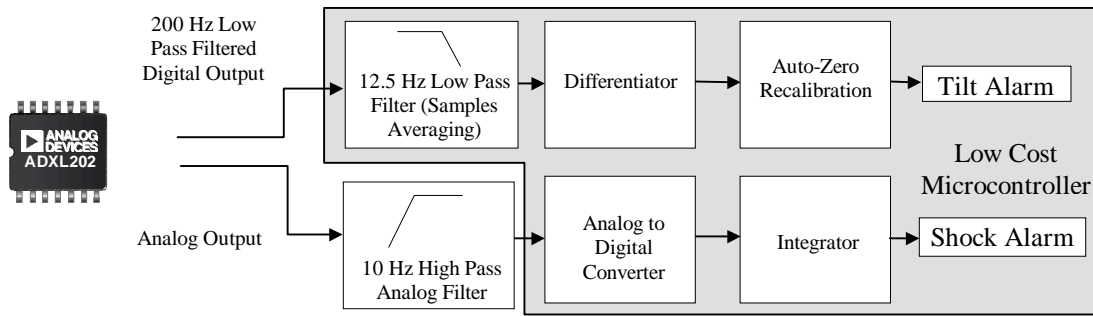 200 Hz Low
Pass Filtered
Digital Output
12.5 Hz Low Pass
Filter (Samples
Averaging)
Differentiator
Auto-Zero
Recalibration
Tilt Alarm
ANALOG
DEVICES
ADXL202
Low Cost
Microcontroller
Analog Output
10 Hz High Pass
Analog Filter
Analog to
Digital
Converter
Integrator
Shock Alarm